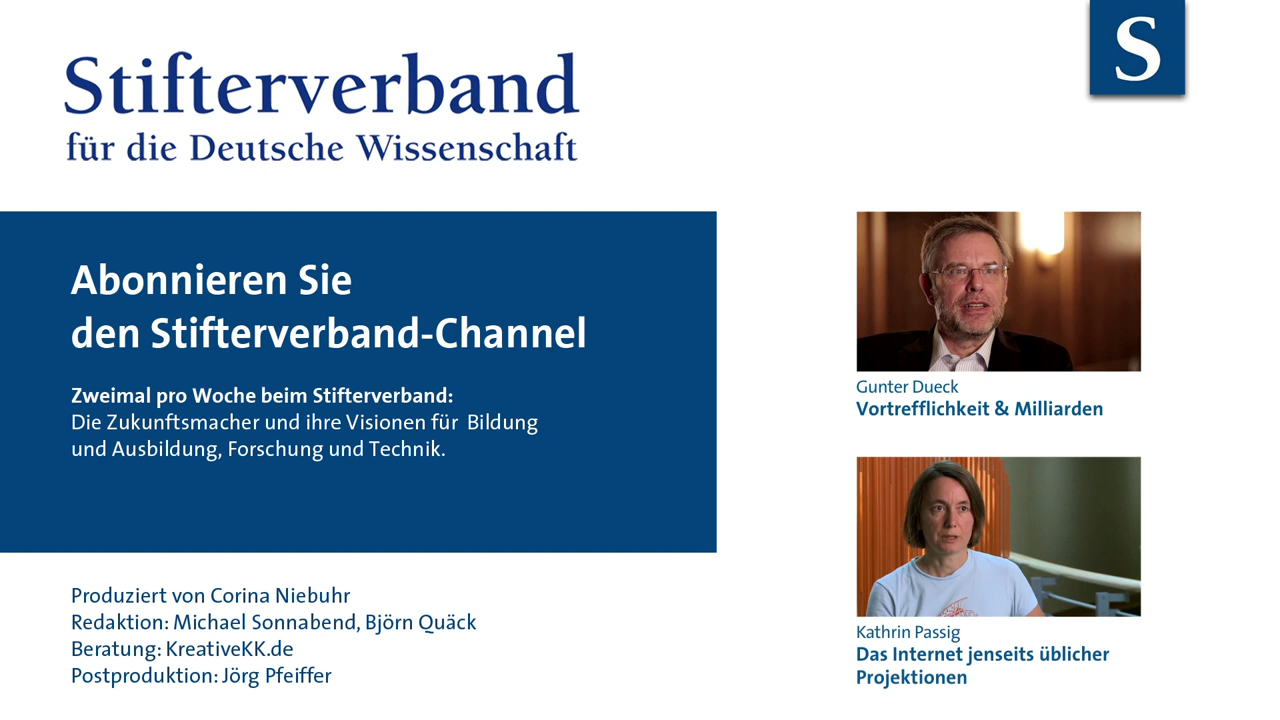 Stifterverband
für die Deutsche Wissenschaft
S
Abonnieren Sie
den Stifterverband-Channel
Zweimal pro Woche beim Stifterverband:
Die Zukunftsmacher und ihre Visionen für Bildung
und Ausbildung, Forschung und Technik.
Produziert von Corina Niebuhr
Redaktion: Michael Sonnabend, Björn Quäck
Beratung: KreativeKK.de
Postproduktion: Jörg Pfeiffer
Gunter Dueck
Vortrefflichkeit & Milliarden
Kathrin Passig
Das Internet jenseits üblicher
Projektionen